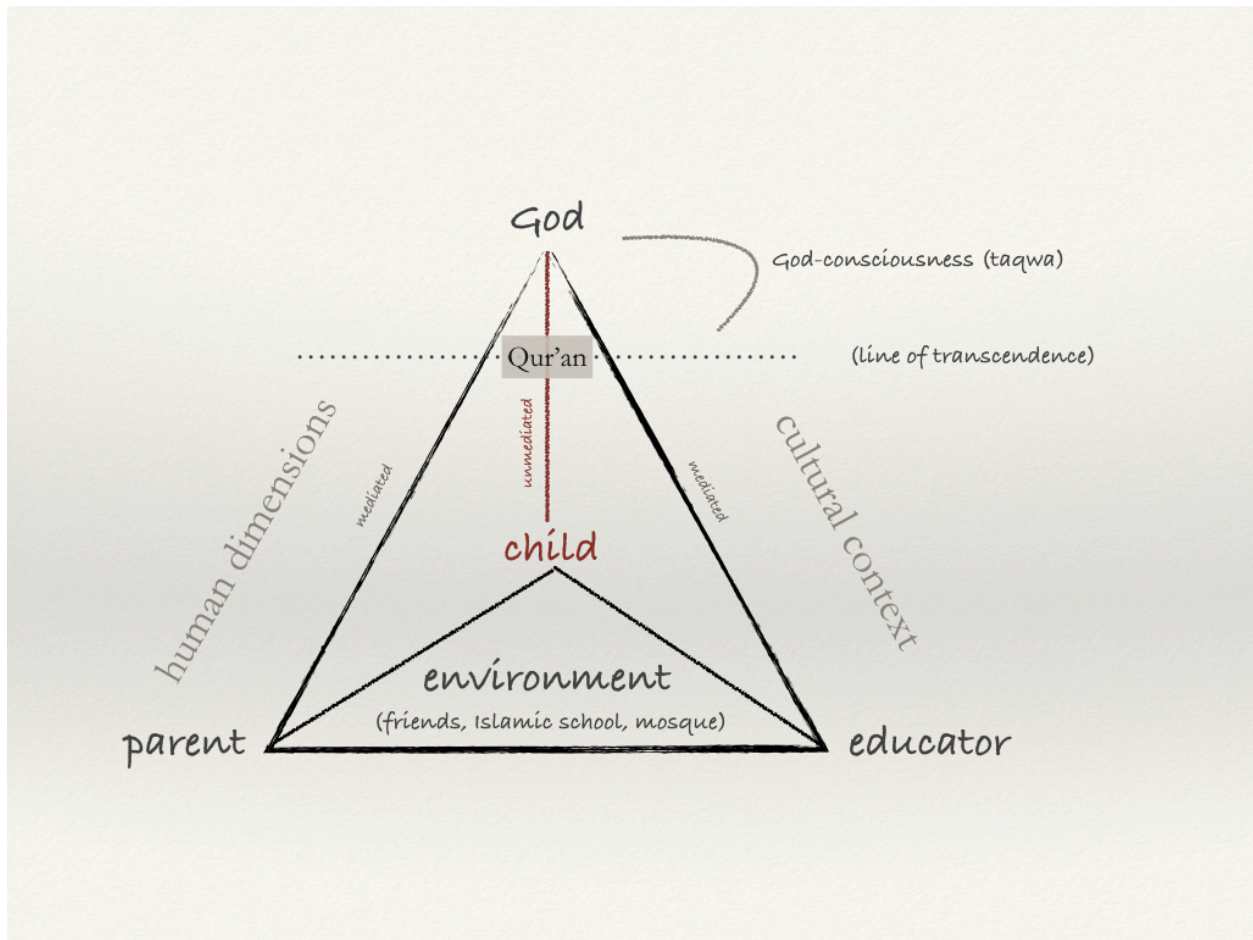 God
God-consciousness (taqwa)
Qur'an
(line of transcendence)
human dimensions
mediated
unmediated
mediated
cultural context
child
environment
(friends, Islamic school, mosque)
parent
educator